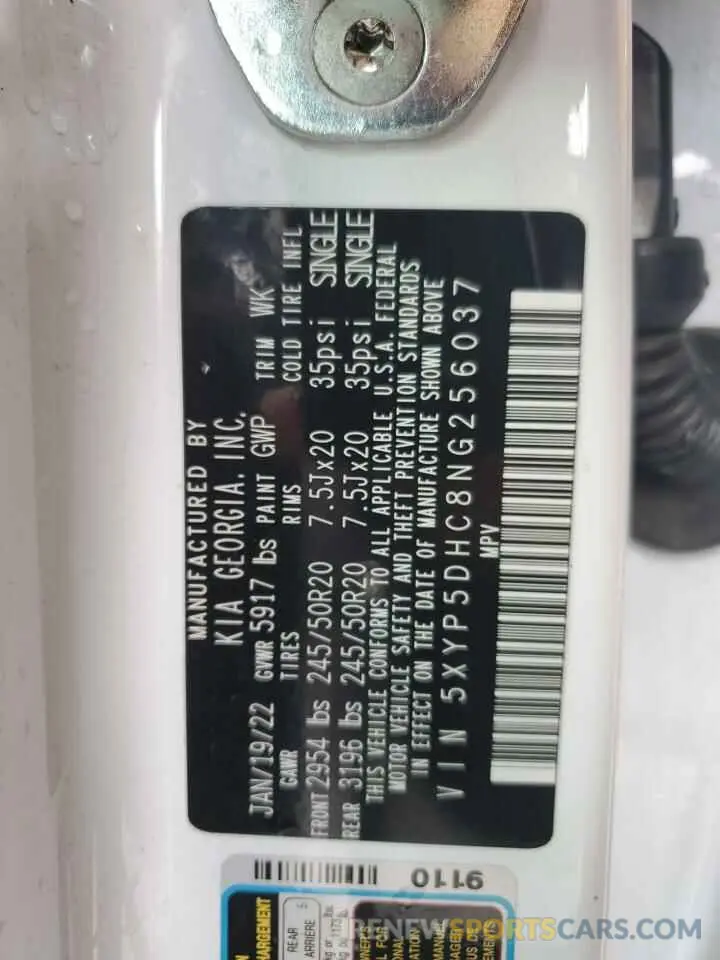 MANUFACTURED BY
KIA GEORGIA, INC.
JAN/19/22 GVWR 5917 lbs PAINT GWP TRIM WK
GAWR TIRES RIMS COLD TIRE INFL
FRONT 2954 lbs 245/50R20 7.5Jx20 35psi SINGLE
REAR 3196 lbs 245/50R20 7.5Jx20 35psi SINGLE
THIS VEHICLE CONFORMS TO ALL APPLICABLE U.S.A. FEDERAL
MOTOR VEHICLE SAFETY AND THEFT PREVENTION STANDARDS
IN EFFECT ON THE DATE OF MANUFACTURE SHOWN ABOVE
VIN 5XYP5DHC8NG256037
MPV
9110
REAR 5
ARRIERE
RENEWSPORTSCARS.COM